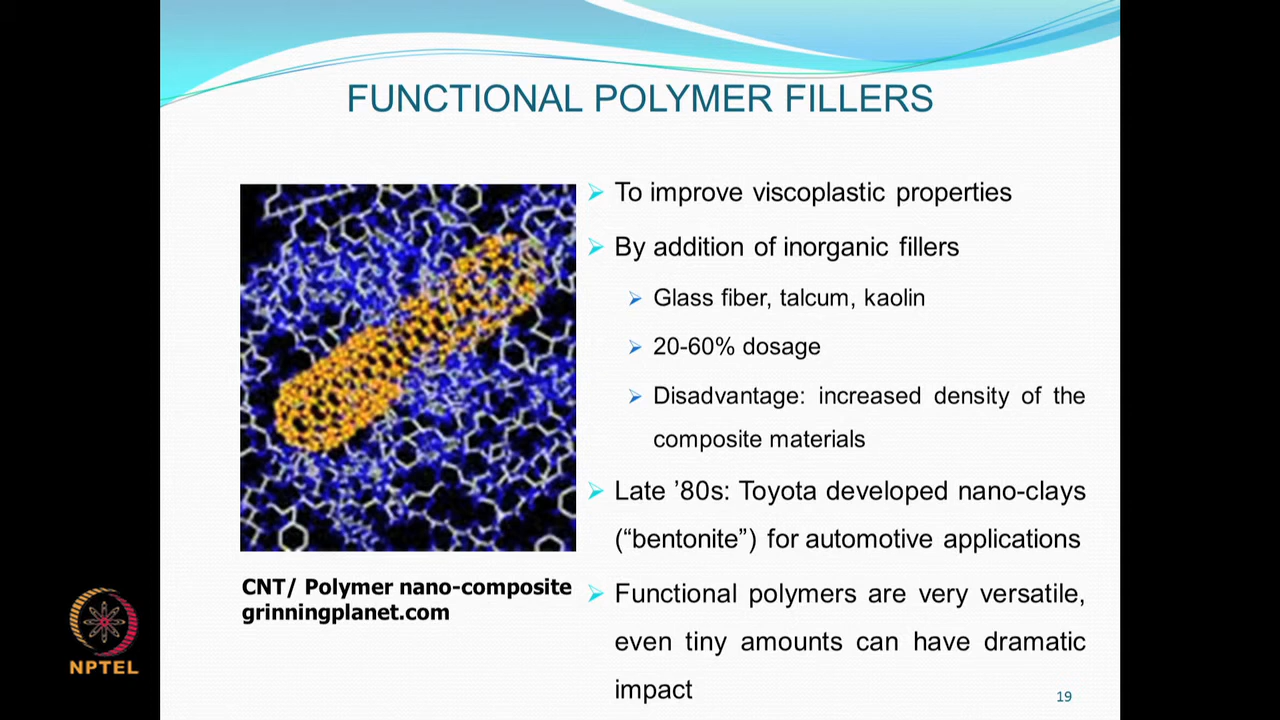 FUNCTIONAL POLYMER FILLERS
To improve viscoplastic properties
By addition of inorganic fillers
Glass fiber, talcum, kaolin
20-60% dosage
Disadvantage: increased density of the
composite materials
Late ’80s: Toyota developed nano-clays
(“bentonite”) for automotive applications
Functional polymers are very versatile,
even tiny amounts can have dramatic
impact
CNT/ Polymer nano-composite
grinningplanet.com
NPTEL
19